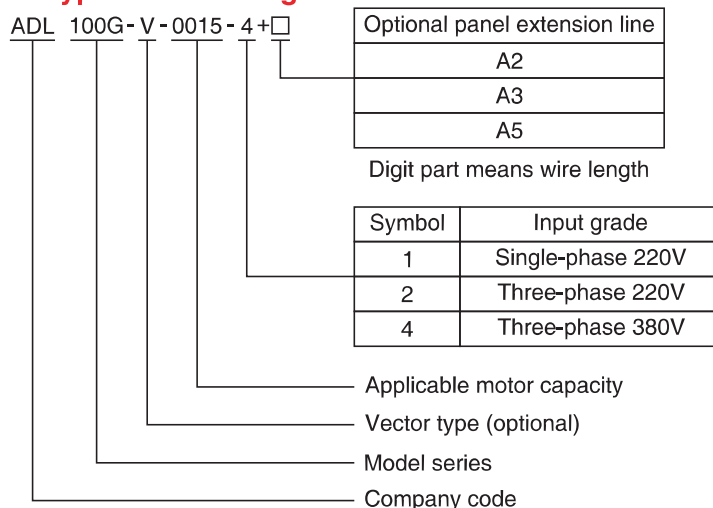 ADL 100G-V-0015-4+□
Optional panel extension line
A2
A3
A5
Digit part means wire length
Symbol Input grade
1 Single-phase 220V
2 Three-phase 220V
4 Three-phase 380V
Applicable motor capacity
Vector type (optional)
Model series
Company code